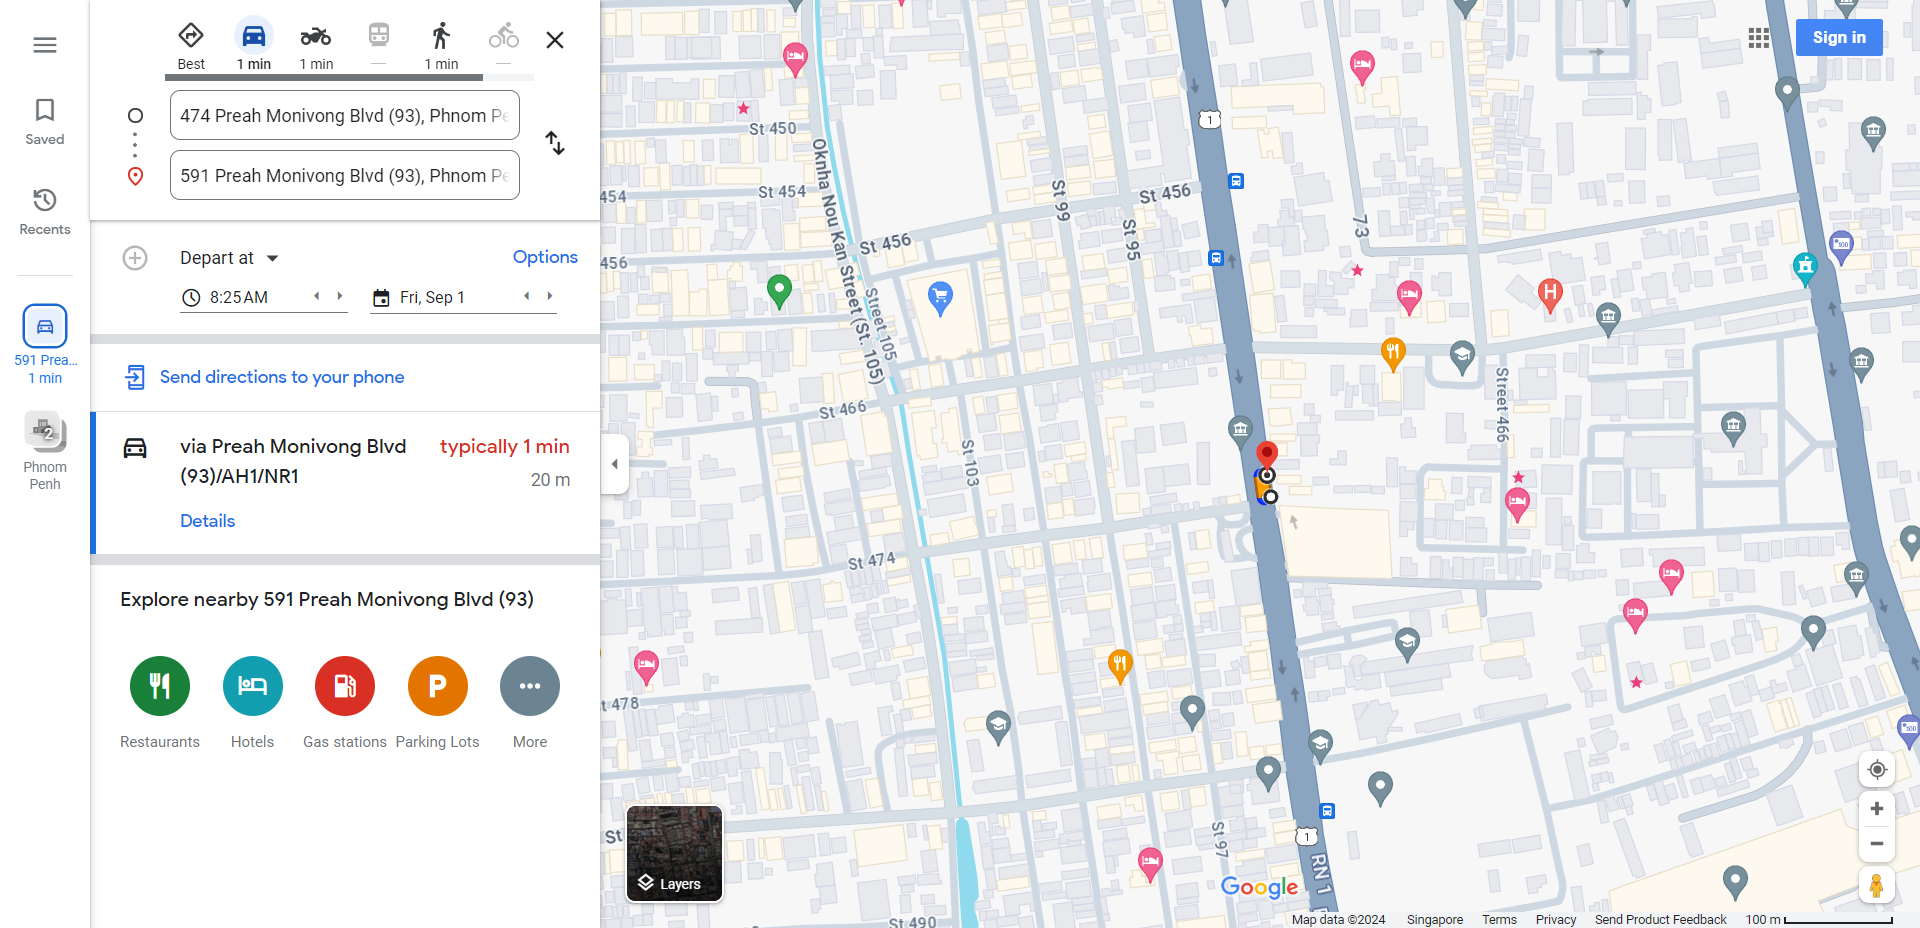 Saved
Recents
591 Prea...
1 min
2
Phnom
Penh
Best
1 min
1 min
—
1 min
—
474 Preah Monivong Blvd (93), Phnom Pe
591 Preah Monivong Blvd (93), Phnom Pe
Depart at
Options
8:25 AM
Fri, Sep 1
Send directions to your phone
via Preah Monivong Blvd
(93)/AH1/NR1
typically 1 min
20 m
Details
Explore nearby 591 Preah Monivong Blvd (93)
P
Restaurants
Hotels
Gas stations
Parking Lots
More
Sign in
St 450
454
St 454
456
St 456
St 456
Oknha Nou Kan Street (St. 105)
Street 105
St 99
St 95
73
1
H
100
St 466
St 103
Street 466
St 474
t 478
100
St
St 97
1
RN 1
St 490
Layers
Google
Map data ©2024
Singapore
Terms
Privacy
Send Product Feedback
100 m